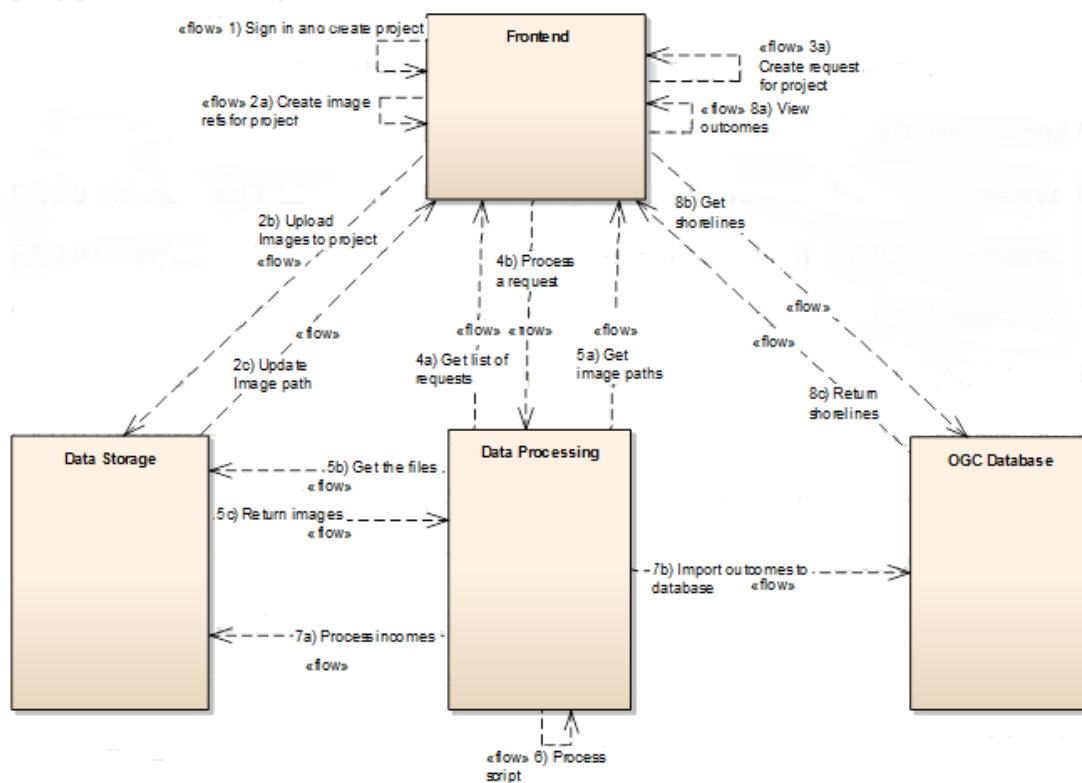 «flow» 1) Sign in and create project
Frontend
«flow» 3a)
Create request
for project
«flow» 2a) Create image
refs for project
«flow» 8a) View
outcomes
2b) Upload
Images to project
«flow»
8b) Get
shorelines
4b) Process
a request
«flow»
«flow»
«flow»
«flow»
«flow»
«flow»
2c) Update
Image path
4a) Get list of
requests
5a) Get
image paths
8c) Return
shorelines
Data Storage
Data Processing
OGC Database
5b) Get the files
«flow»
5c) Return images
«flow»
7b) Import outcomes to
database
«flow»
7a) Process incomes
«flow»
«flow» 6) Process
script